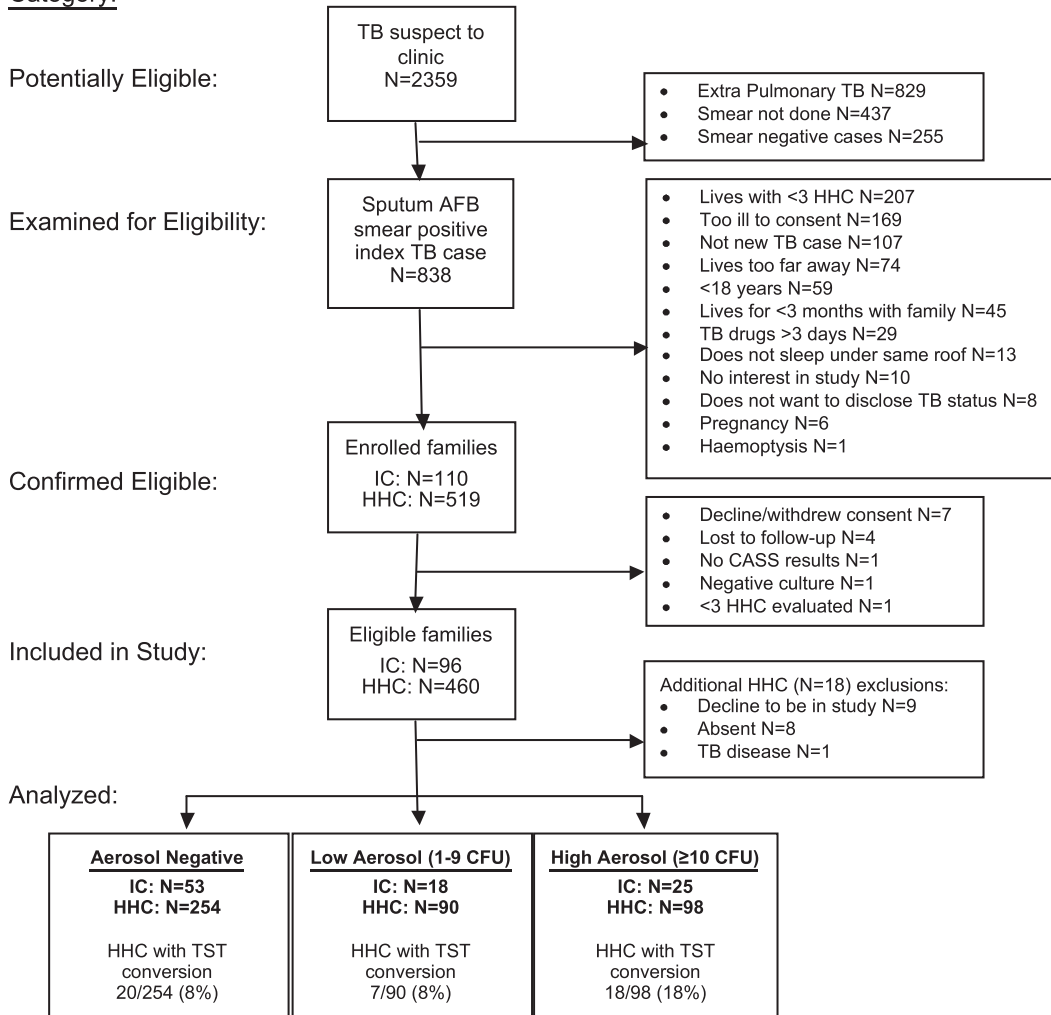 Category:
TB suspect to
clinic
N=2359
Potentially Eligible:
• Extra Pulmonary TB N=829
• Smear not done N=437
• Smear negative cases N=255
Examined for Eligibility:
Sputum AFB
smear positive
index TB case
N=838
• Lives with <3 HHC N=207
• Too ill to consent N=169
• Not new TB case N=107
• Lives too far away N=74
• <18 years N=59
• Lives for <3 months with family N=45
• TB drugs >3 days N=29
• Does not sleep under same roof N=13
• No interest in study N=10
• Does not want to disclose TB status N=8
• Pregnancy N=6
• Haemoptysis N=1
Confirmed Eligible:
Enrolled families
IC: N=110
HHC: N=519
• Decline/withdrew consent N=7
• Lost to follow-up N=4
• No CASS results N=1
• Negative culture N=1
• <3 HHC evaluated N=1
Included in Study:
Eligible families
IC: N=96
HHC: N=460
Additional HHC (N=18) exclusions:
• Decline to be in study N=9
• Absent N=8
• TB disease N=1
Analyzed:
Aerosol Negative
IC: N=53
HHC: N=254
HHC with TST
conversion
20/254 (8%)
Low Aerosol (1-9 CFU)
IC: N=18
HHC: N=90
HHC with TST
conversion
7/90 (8%)
High Aerosol (≥10 CFU)
IC: N=25
HHC: N=98
HHC with TST
conversion
18/98 (18%)